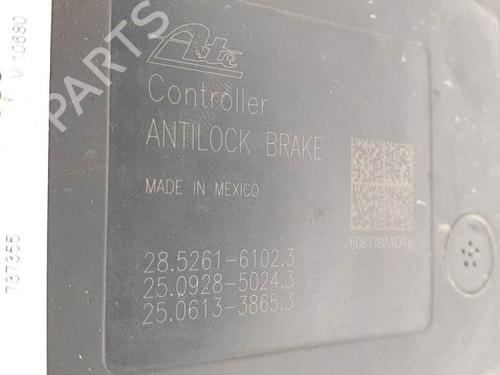 Ate
Controller
ANTILOCK BRAKE
MADE IN MEXICO
28.5261-6102.3
25.0928-5024.3
25.0613-3865.3
B-PARTS
V.10680
737355